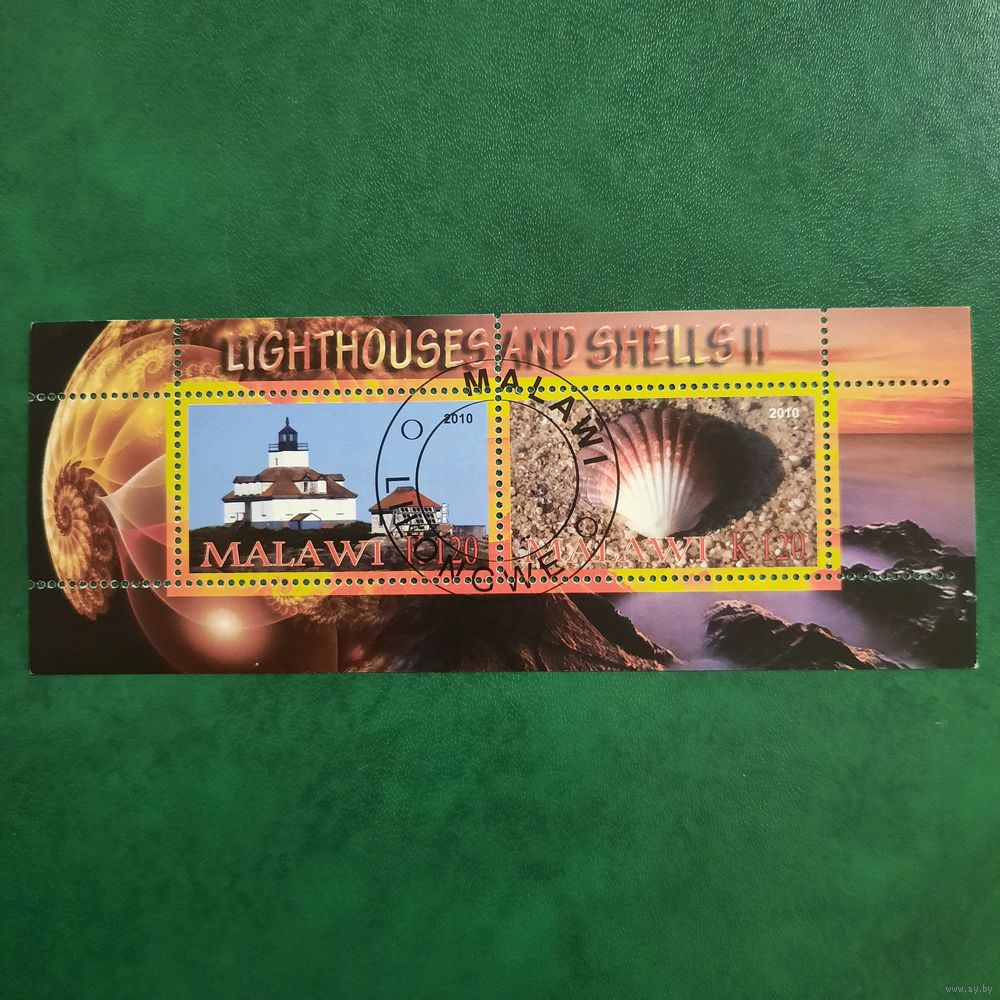 LIGHTHOUSES AND SHELLS II
2010
MALAWI K120
2010
MALAWI K120
MALAWI
LILONGWE
www.ay.by